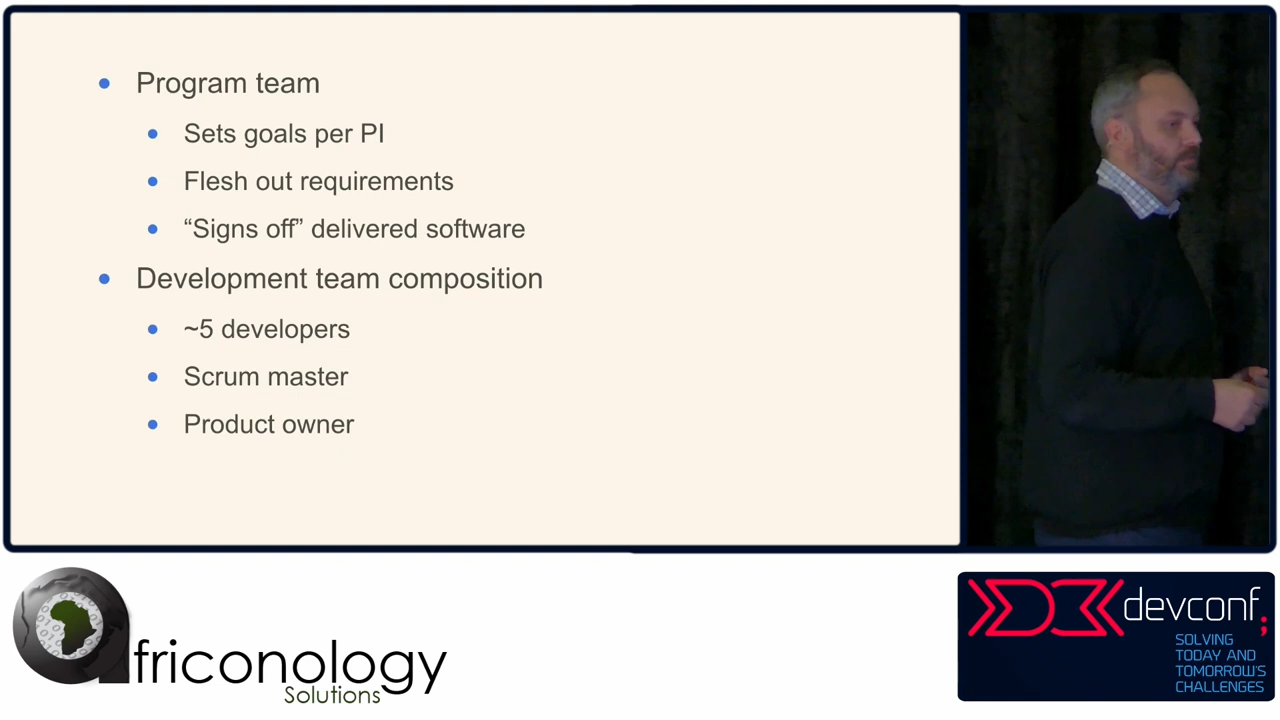 Program team
Sets goals per PI
Flesh out requirements
“Signs off” delivered software
Development team composition
~5 developers
Scrum master
Product owner
africonology
Solutions
devconf;
SOLVING
TODAY AND
TOMORROW'S
CHALLENGES